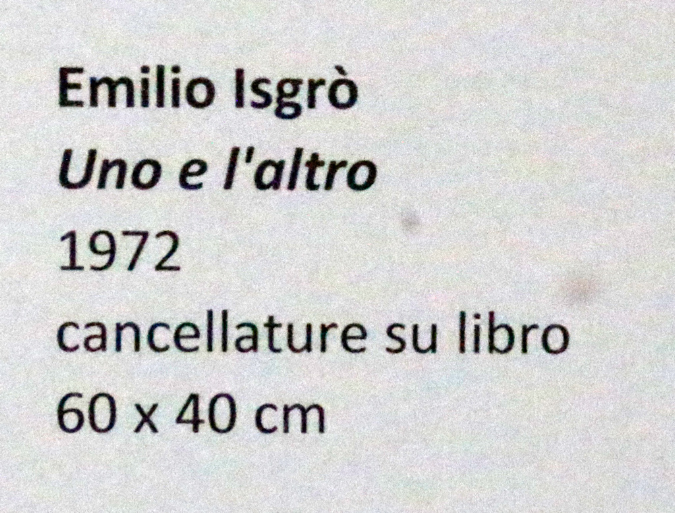 Emilio Isgrò
Uno e l'altro
1972
cancellature su libro
60 x 40 cm